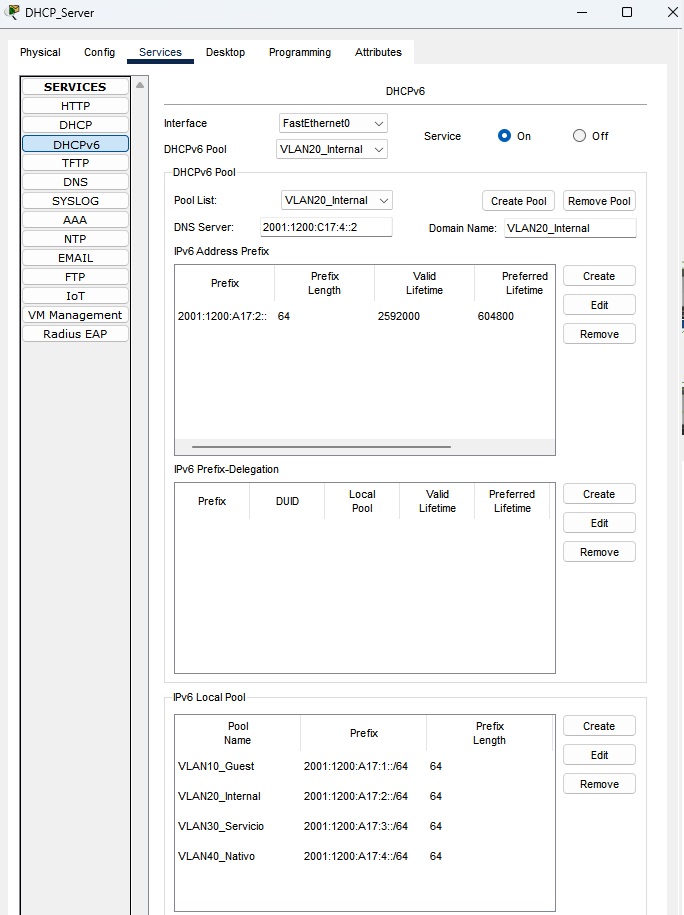 DHCP_Server
Physical Config Services Desktop Programming Attributes
SERVICES
HTTP
DHCP
DHCPv6
TFTP
DNS
SYSLOG
AAA
NTP
EMAIL
FTP
IoT
VM Management
Radius EAP
DHCPv6
Interface FastEthernet0
Service On Off
DHCPv6 Pool VLAN20_Internal
DHCPv6 Pool
Pool List: VLAN20_Internal Create Pool Remove Pool
DNS Server: 2001:1200:C17:4::2 Domain Name: VLAN20_Internal
IPv6 Address Prefix
Prefix Prefix Length Valid Lifetime Preferred Lifetime
2001:1200:A17:2:: 64 2592000 604800
Create
Edit
Remove
IPv6 Prefix-Delegation
Prefix DUID Local Pool Valid Lifetime Preferred Lifetime
Create
Edit
Remove
IPv6 Local Pool
Pool Name Prefix Prefix Length
VLAN10_Guest 2001:1200:A17:1::/64 64
VLAN20_Internal 2001:1200:A17:2::/64 64
VLAN30_Servicio 2001:1200:A17:3::/64 64
VLAN40_Nativo 2001:1200:A17:4::/64 64
Create
Edit
Remove